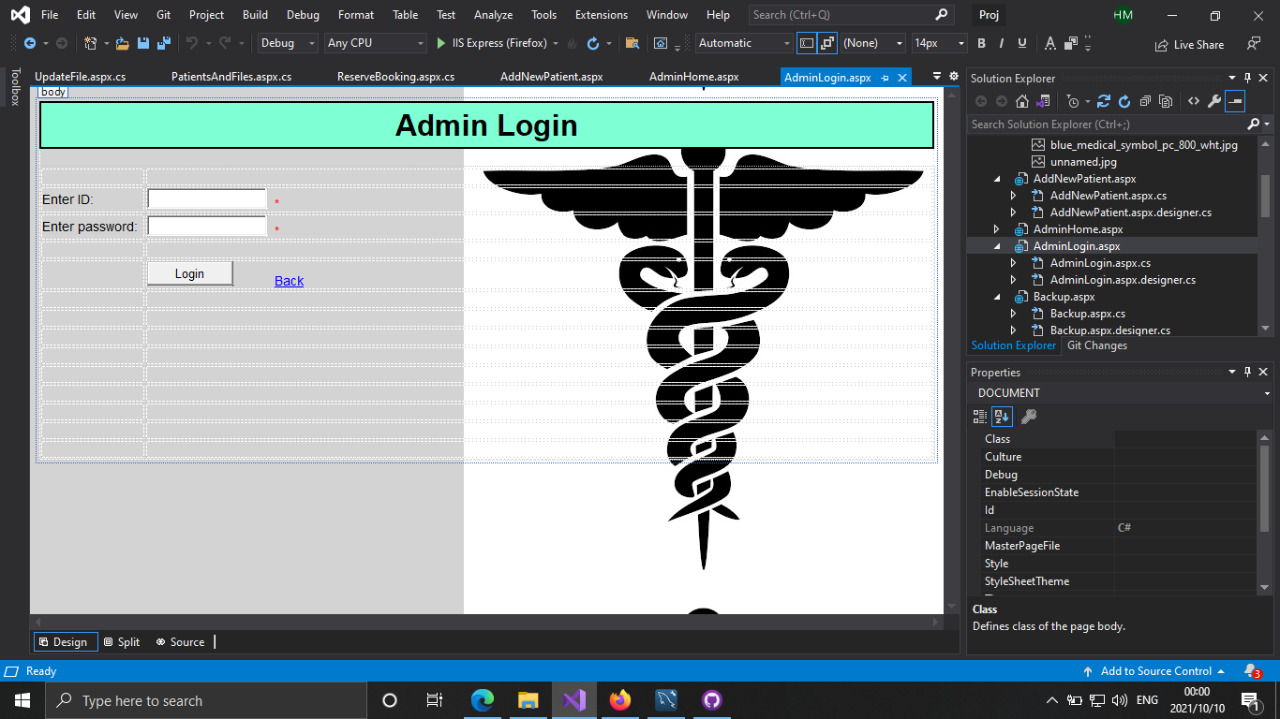 File Edit View Git Project Build Debug Format Table Test Analyze Tools Extensions Window Help Search (Ctrl+Q) Proj HM
Debug Any CPU IIS Express (Firefox) Automatic (None) 14px B I U A Live Share
Toolbox
UpdateFile.aspx.cs PatientsAndFiles.aspx.cs ReserveBooking.aspx.cs AddNewPatient.aspx AdminHome.aspx AdminLogin.aspx
body
Admin Login
Enter ID: *
Enter password: *
Login Back
Design Split Source
Solution Explorer
Search Solution Explorer (Ctrl+;)
blue_medical_symbol_pc_800_wht.jpg
unnamed.jpg
AddNewPatient.aspx
AddNewPatient.aspx.cs
AddNewPatient.aspx.designer.cs
AdminHome.aspx
AdminLogin.aspx
AdminLogin.aspx.cs
AdminLogin.aspx.designer.cs
Backup.aspx
Backup.aspx.cs
Backup.aspx.designer.cs
Solution Explorer Git Changes
Properties
DOCUMENT
Class
Culture
Debug
EnableSessionState
Id
Language C#
MasterPageFile
Style
StyleSheetTheme
Class
Defines class of the page body.
Ready Add to Source Control 3
Type here to search ENG 00:00
2021/10/10 1